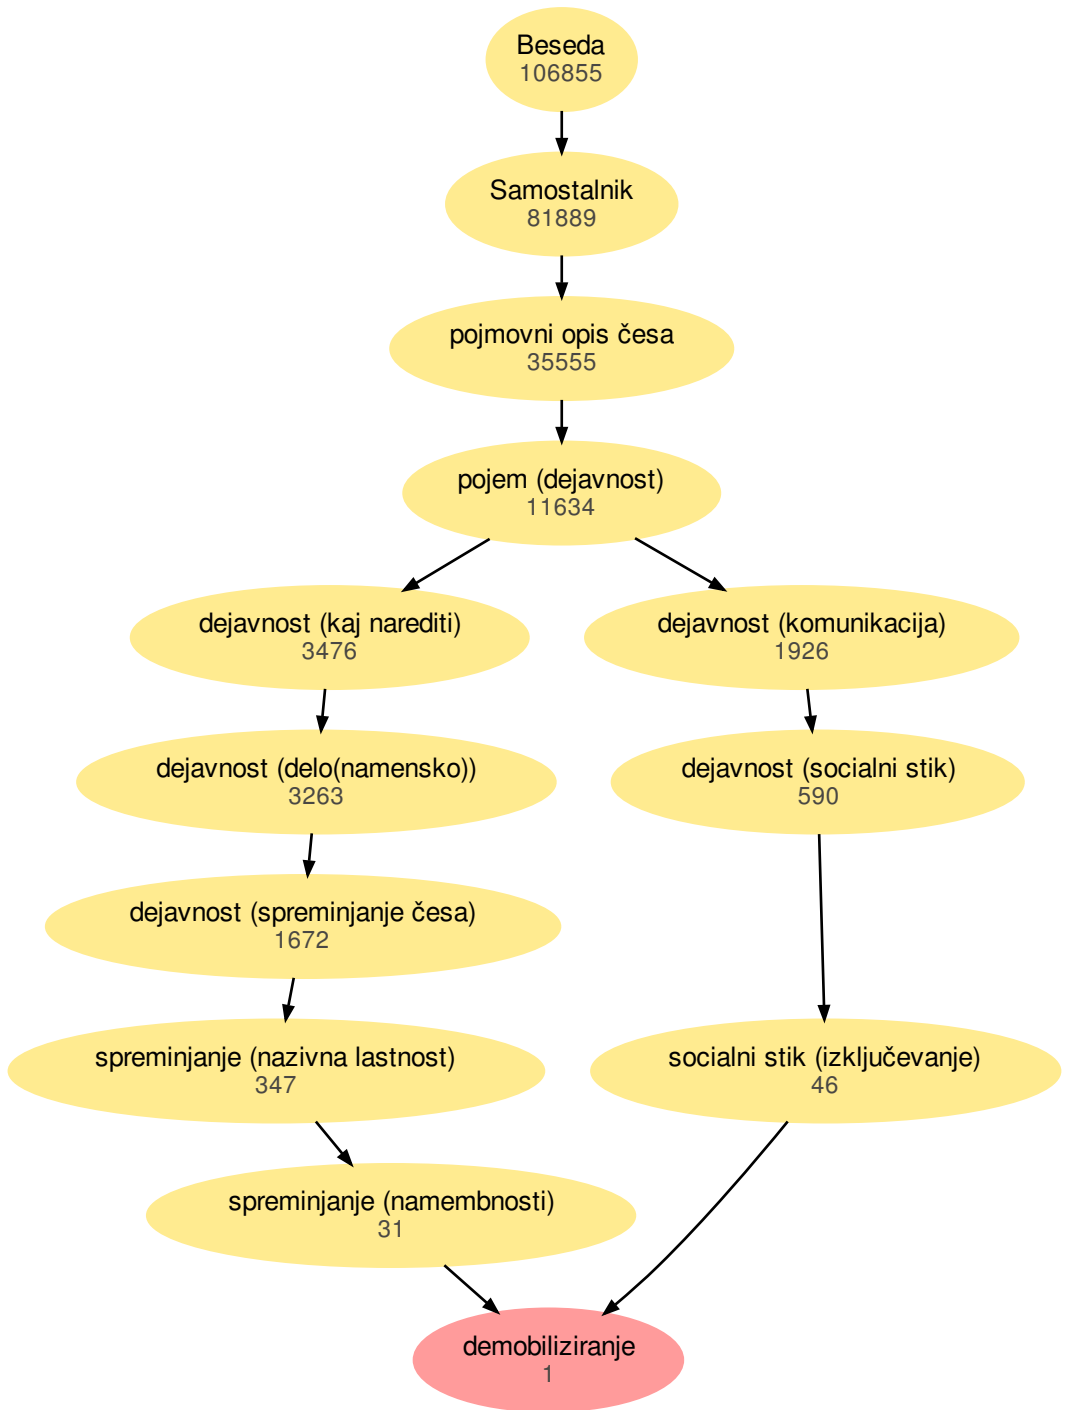 Beseda
106855
Samostalnik
81889
pojmovni opis česa
35555
pojem (dejavnost)
11634
dejavnost (kaj narediti)
3476
dejavnost (komunikacija)
1926
dejavnost (delo(namensko))
3263
dejavnost (socialni stik)
590
dejavnost (spreminjanje česa)
1672
spreminjanje (nazivna lastnost)
347
socialni stik (izključevanje)
46
spreminjanje (namembnosti)
31
demobiliziranje
1